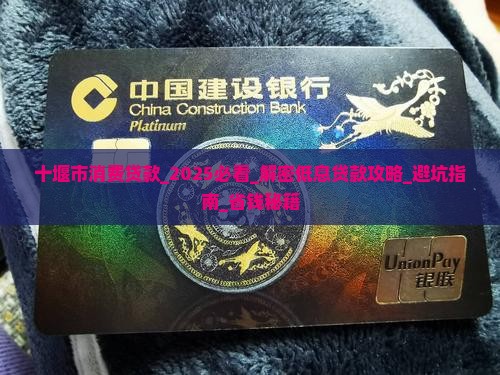 中国建设银行
China Construction Bank
Platinum
十堰市消费贷款_2025必看_解密低息贷款攻略_避坑指
南_省钱秘籍
UnionPay
银联